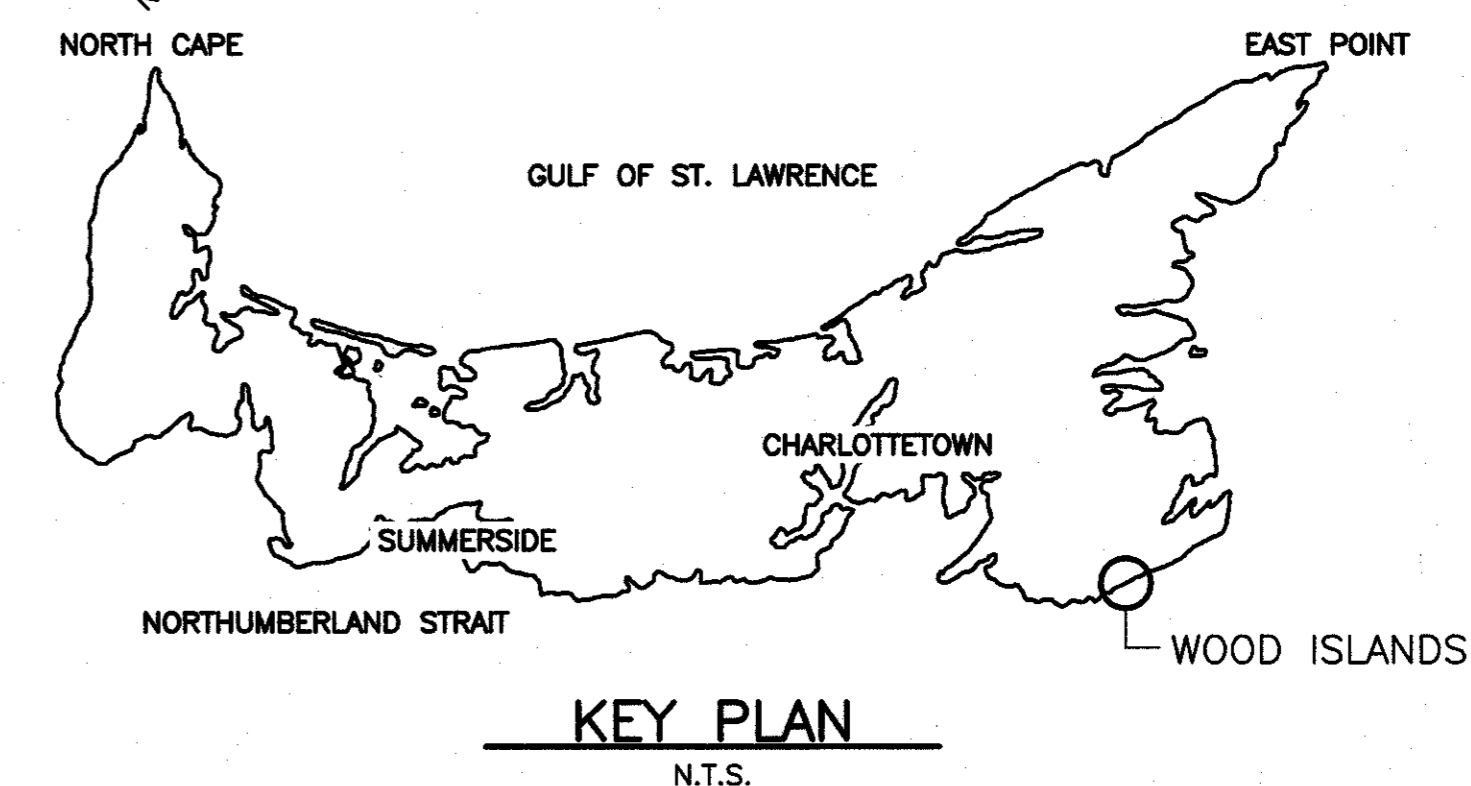 NORTH CAPE
EAST POINT
GULF OF ST. LAWRENCE
CHARLOTTETOWN
SUMMERSIDE
NORTHUMBERLAND STRAIT
WOOD ISLANDS
KEY PLAN
N.T.S.